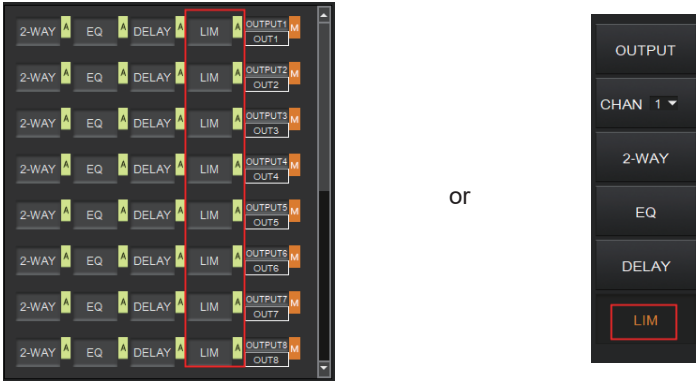 2-WAY A EQ A DELAY A LIM A OUTPUT1 M
OUT1
2-WAY A EQ A DELAY A LIM A OUTPUT2 M
OUT2
2-WAY A EQ A DELAY A LIM A OUTPUT3 M
OUT3
2-WAY A EQ A DELAY A LIM A OUTPUT4 M
OUT4
2-WAY A EQ A DELAY A LIM A OUTPUT5 M
OUT5
2-WAY A EQ A DELAY A LIM A OUTPUT6 M
OUT6
2-WAY A EQ A DELAY A LIM A OUTPUT7 M
OUT7
2-WAY A EQ A DELAY A LIM A OUTPUT8 M
OUT8
or
OUTPUT
CHAN 1
2-WAY
EQ
DELAY
LIM